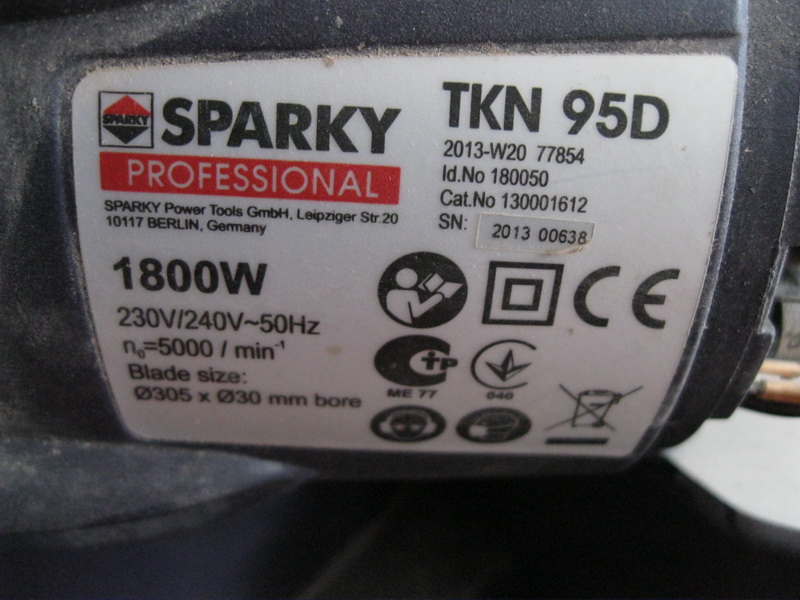 SPARKY
SPARKY
PROFESSIONAL
SPARKY Power Tools GmbH, Leipziger Str.20
10117 BERLIN, Germany
TKN 95D
2013-W20 77854
Id.No 180050
Cat.No 130001612
SN: 2013 00638
1800W
230V/240V~50Hz
n₀=5000 / min⁻¹
Blade size:
Ø305 x Ø30 mm bore
CE
ME 77
040